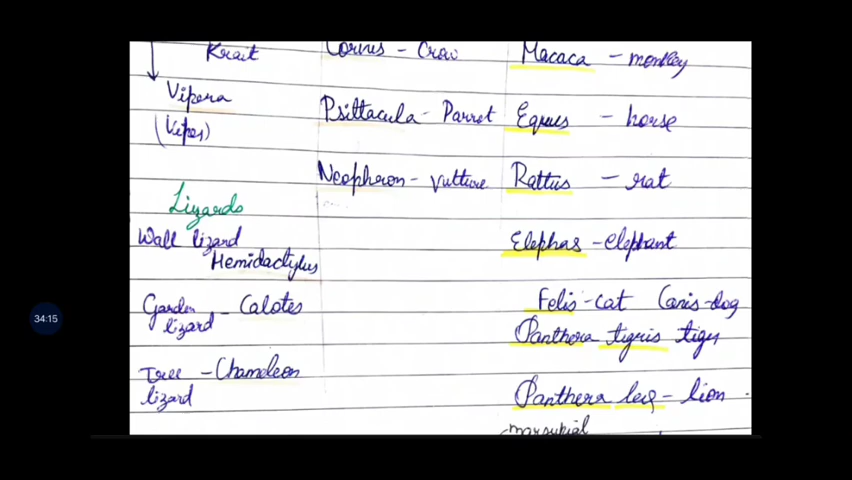 Krait
Vipera
(Viper)
Lizards
Wall lizard
Hemidactylus
Garden lizard - Calotes
Tree lizard - Chameleon
Corvus - Crow
Psittacula - Parrot
Neophron - Vulture
Macaca - monkey
Equus - horse
Rattus - rat
Elephas - elephant
Felis - cat Canis - dog
Panthera tigris tiger
Panthera leo - lion
marsupial
34:15